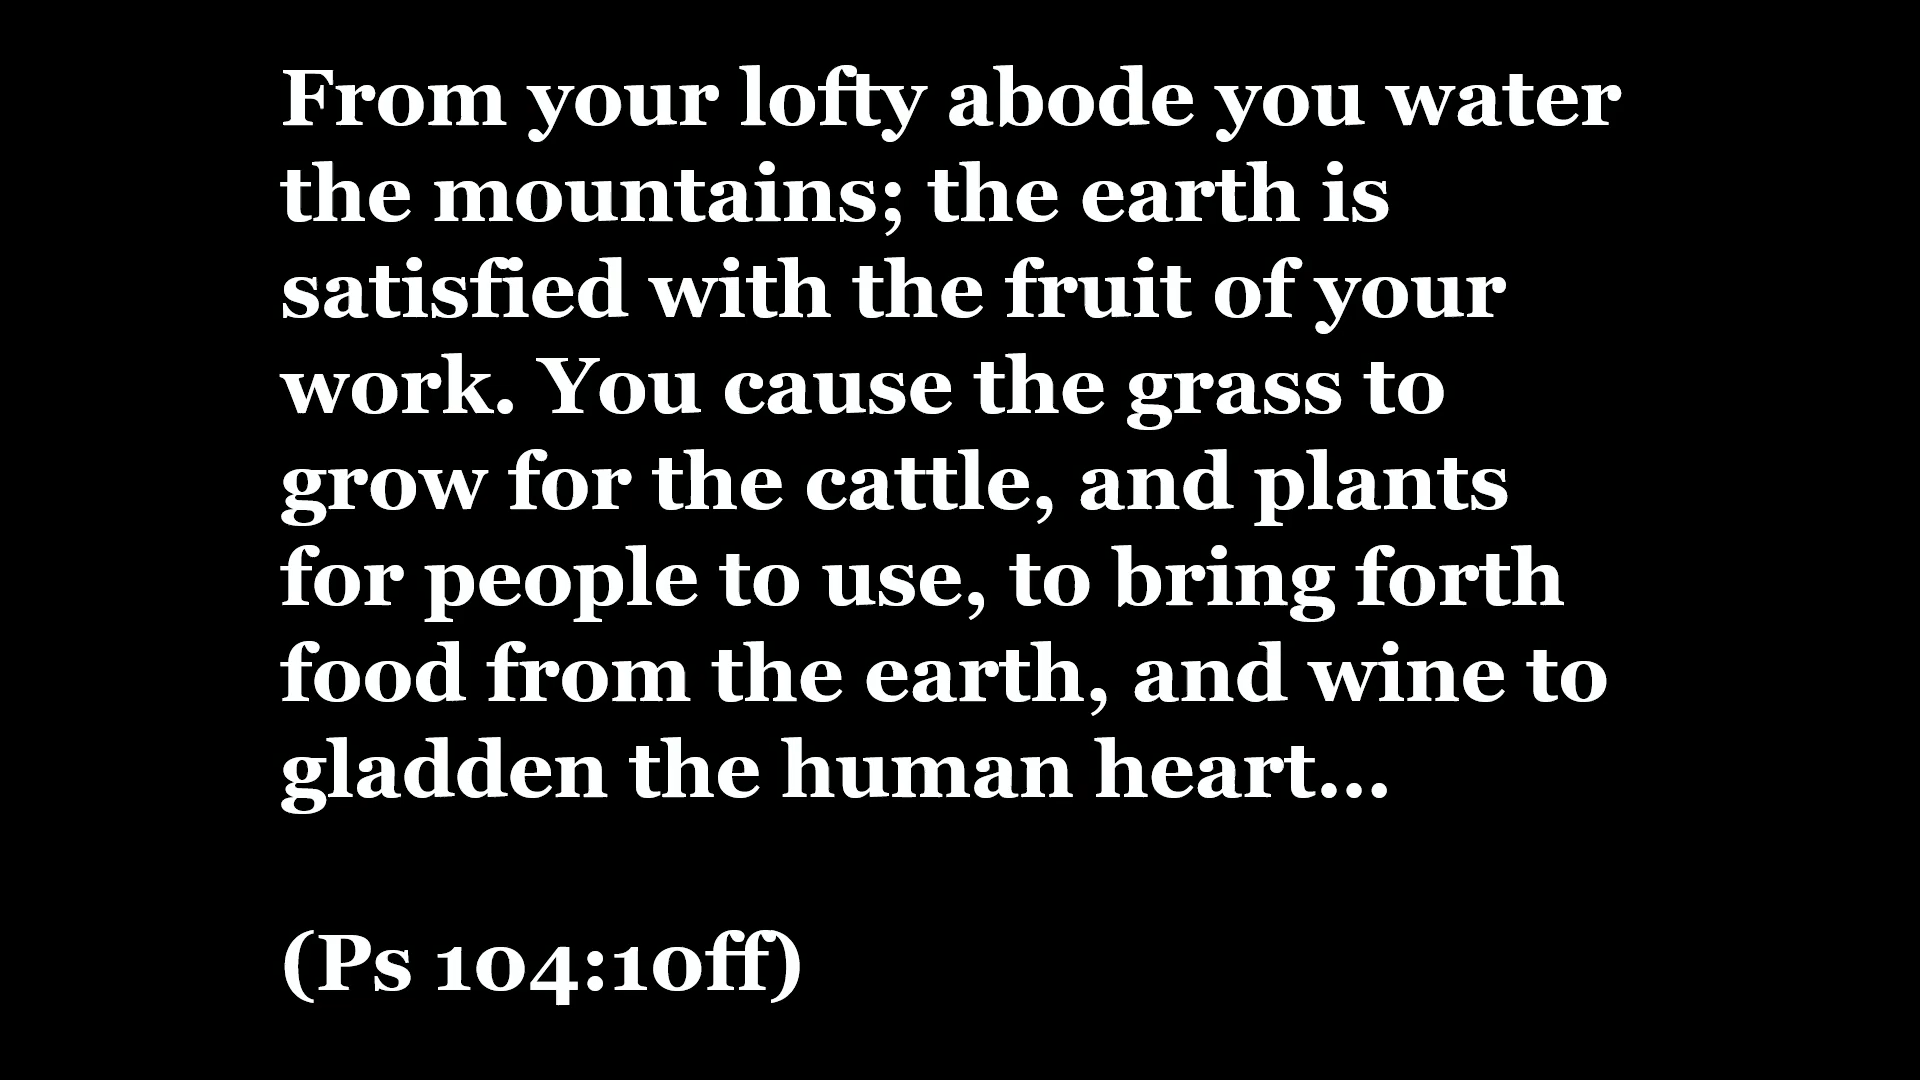 From your lofty abode you water
the mountains; the earth is
satisfied with the fruit of your
work. You cause the grass to
grow for the cattle, and plants
for people to use, to bring forth
food from the earth, and wine to
gladden the human heart…
(Ps 104:10ff)